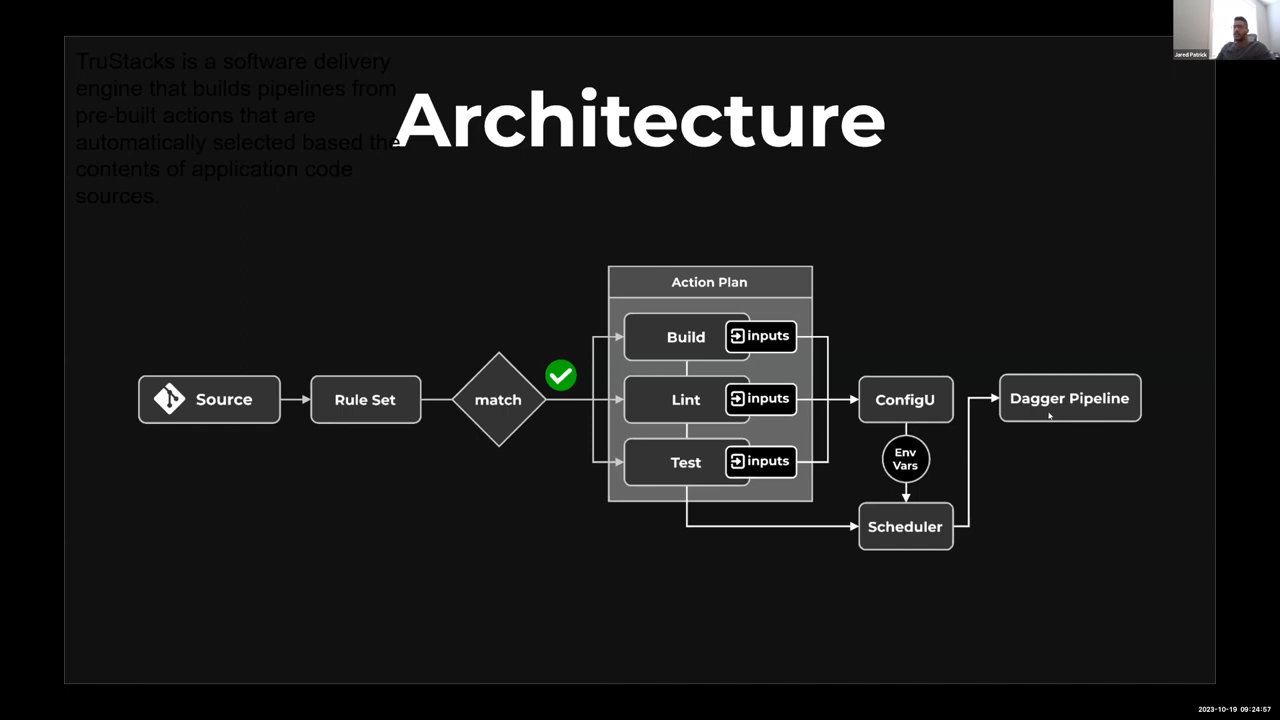 Jared Patrick
TruStacks is a software delivery
engine that builds pipelines from
pre-built actions that are
automatically selected based the
contents of application code
sources.
Architecture
Action Plan
Build
inputs
Lint
inputs
Test
inputs
Source
Rule Set
match
ConfigU
Env
Vars
Scheduler
Dagger Pipeline
2023-10-19 09:24:57